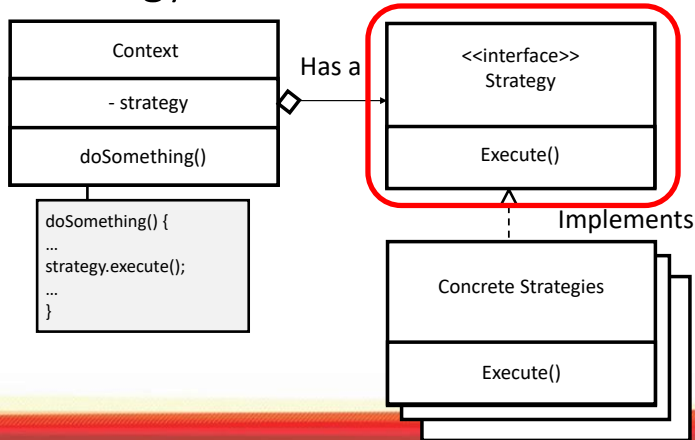 Context
- strategy
doSomething()
doSomething() {
...
strategy.execute();
...
}
Has a
<<interface>>
Strategy
Execute()
Implements
Concrete Strategies
Execute()